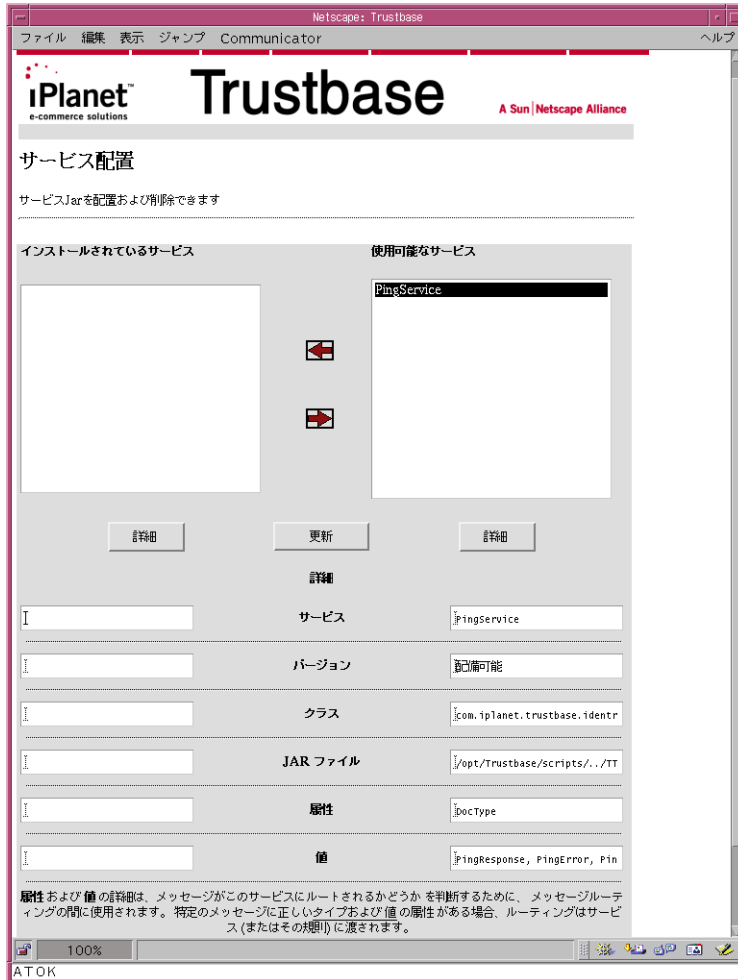 Netscape: Trustbase
ファイル 編集 表示 ジャンプ Communicator ヘルプ
iPlanet™
e-commerce solutions
Trustbase
A Sun | Netscape Alliance
サービス配置
サービスJarを配置および削除できます
インストールされているサービス 使用可能なサービス
PingService
詳細 更新 詳細
詳細
サービス PingService
バージョン 配備可能
クラス com.iplanet.trustbase.identr
JAR ファイル /opt/Trustbase/scripts/../TT
属性 DocType
値 PingResponse, PingError, Pin
属性 および 値 の詳細は、メッセージがこのサービスにルートされるかどうか を判断するために、 メッセージルーテ
ィングの間に使用されます。 特定のメッセージに正しいタイプおよび 値 の属性がある場合、ルーティングはサービ
ス (またはその規則) に渡されます。
100%
ATOK